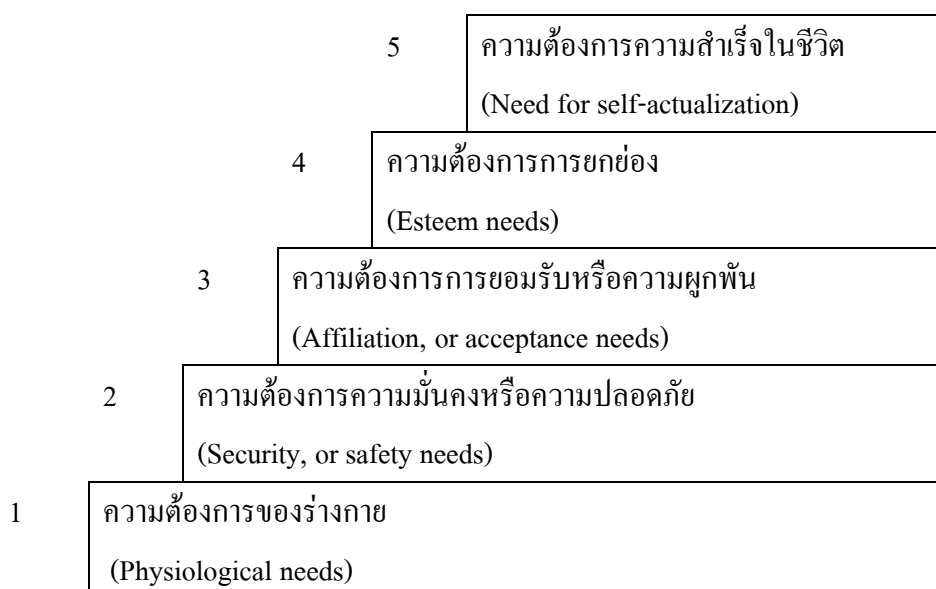 5 ความต้องการความสำเร็จในชีวิต
(Need for self-actualization)
4 ความต้องการการยกย่อง
(Esteem needs)
3 ความต้องการการยอมรับหรือความผูกพัน
(Affiliation, or acceptance needs)
2 ความต้องการความมั่นคงหรือความปลอดภัย
(Security, or safety needs)
1 ความต้องการของร่างกาย
(Physiological needs)